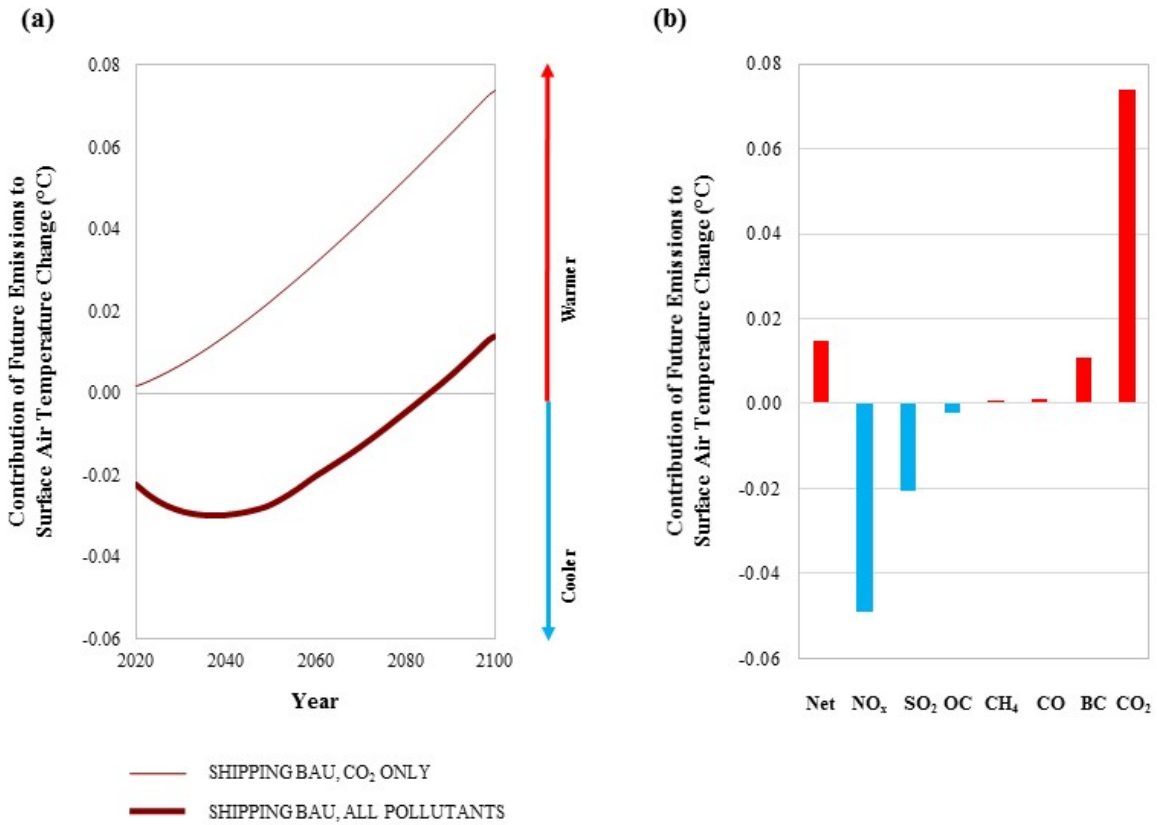 (a)
Contribution of Future Emissions to
Surface Air Temperature Change (°C)
0.08
0.06
0.04
0.02
0.00
-0.02
-0.04
-0.06
2020 2040 2060 2080 2100
Year
Warmer
Cooler
SHIPPING BAU, CO₂ ONLY
SHIPPING BAU, ALL POLLUTANTS
(b)
Contribution of Future Emissions to
Surface Air Temperature Change (°C)
0.08
0.06
0.04
0.02
0.00
-0.02
-0.04
-0.06
Net NOₓ SO₂ OC CH₄ CO BC CO₂